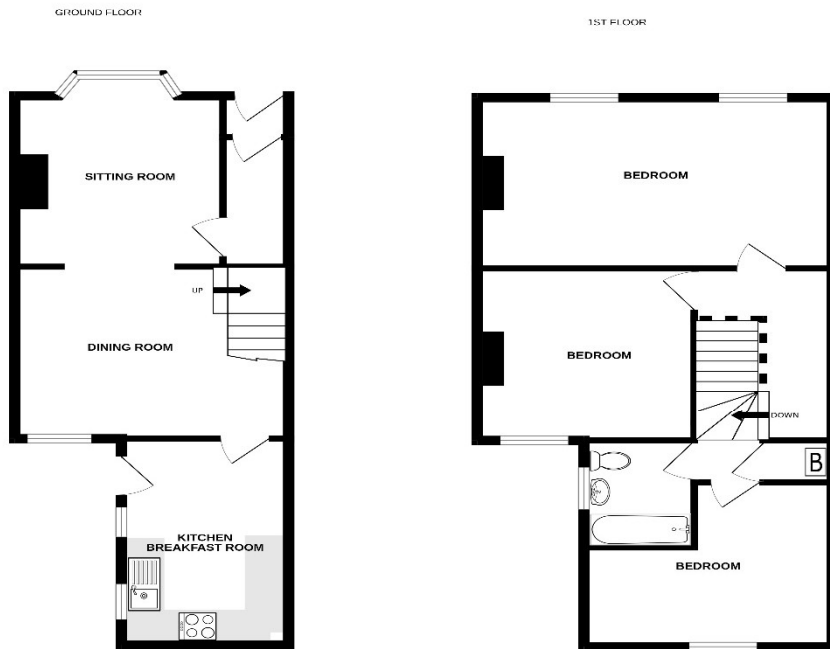 GROUND FLOOR
1ST FLOOR
SITTING ROOM
BEDROOM
UP
DINING ROOM
BEDROOM
DOWN
B
KITCHEN
BREAKFAST ROOM
BEDROOM